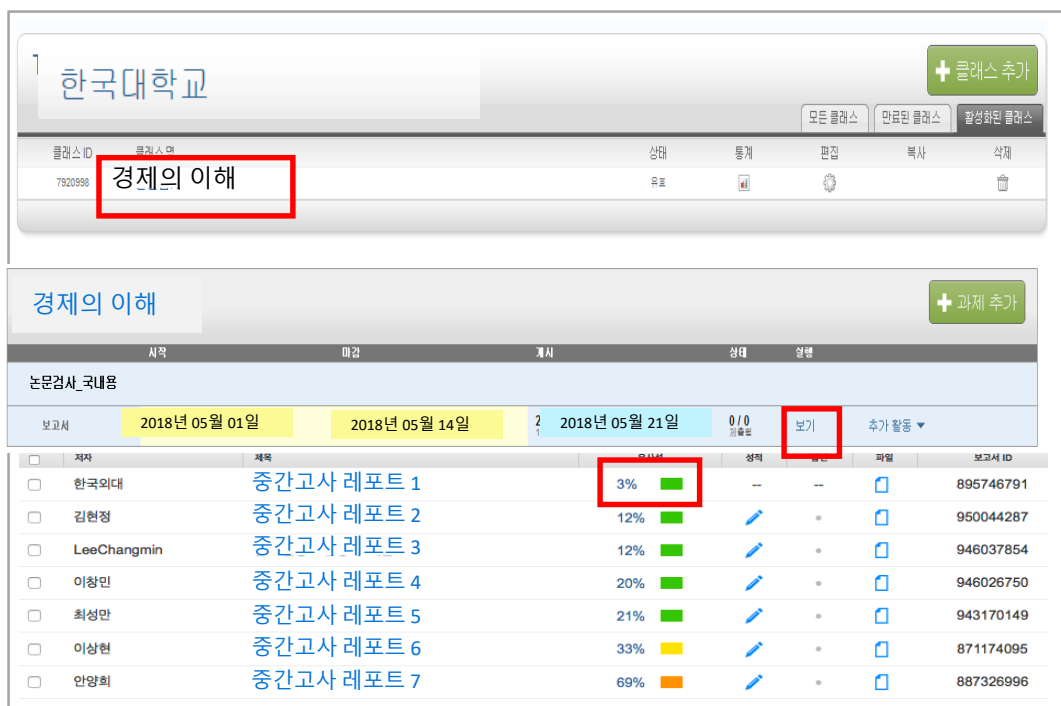 한국대학교
클래스 추가
모든 클래스 만료된 클래스 활성화된 클래스
클래스 ID 클래스 명 상태 통계 편집 복사 삭제
7920998 경제의 이해 유효
경제의 이해
과제 추가
시작 마감 게시 상태 실행
논문검사_국내용
보고서 2018년 05월 01일 2018년 05월 14일 2018년 05월 21일 0 / 0 보기 추가 활동 ▼
제출됨
저자 제목 유사성 성적 파일 보고서 ID
한국외대 중간고사 레포트 1 3% -- -- 895746791
김현정 중간고사 레포트 2 12% 950044287
LeeChangmin 중간고사 레포트 3 12% 946037854
이창민 중간고사 레포트 4 20% 946026750
최성만 중간고사 레포트 5 21% 943170149
이상현 중간고사 레포트 6 33% 871174095
안양희 중간고사 레포트 7 69% 887326996